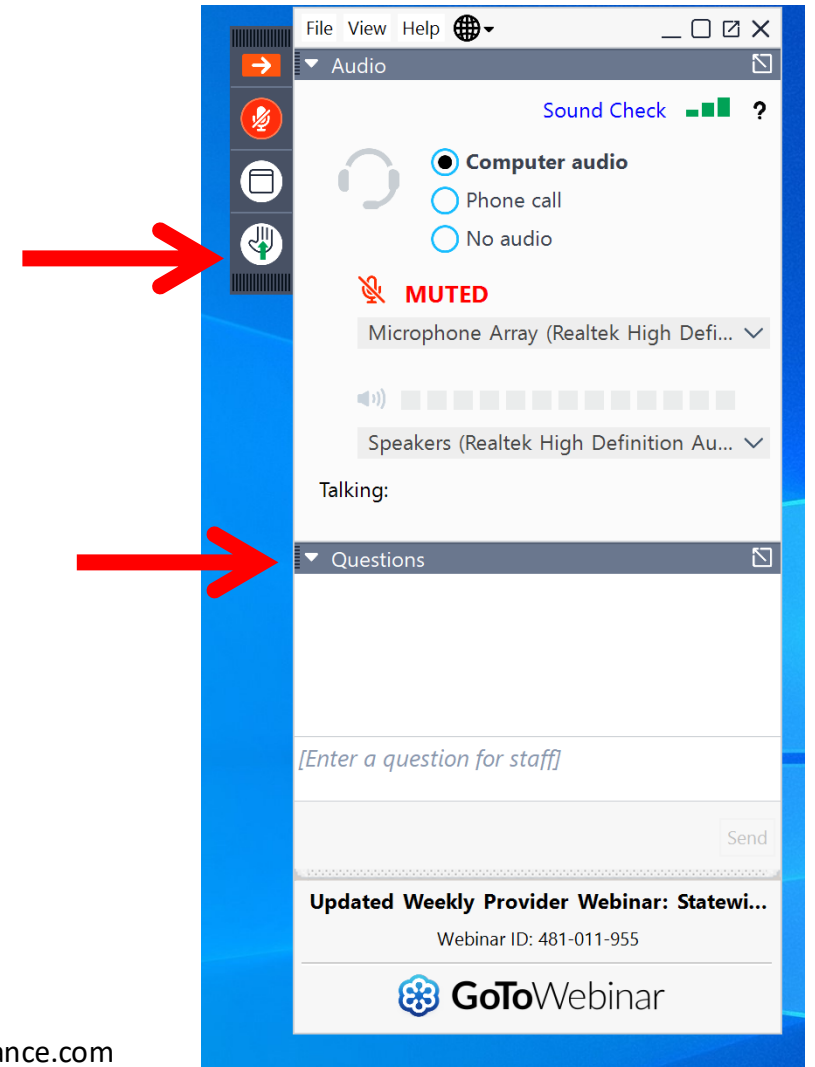 File View Help
Audio
Sound Check ?
Computer audio
Phone call
No audio
MUTED
Microphone Array (Realtek High Defi...
Speakers (Realtek High Definition Au...
Talking:
Questions
[Enter a question for staff]
Send
Updated Weekly Provider Webinar: Statewi...
Webinar ID: 481-011-955
GoToWebinar
ance.com